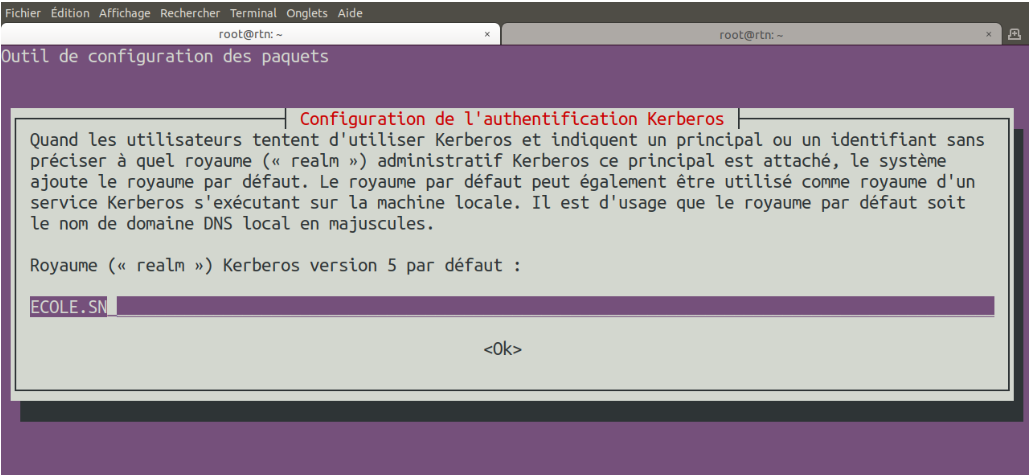 Fichier Édition Affichage Rechercher Terminal Onglets Aide
root@rtn: ~ × root@rtn: ~ ×
Outil de configuration des paquets
Configuration de l'authentification Kerberos
Quand les utilisateurs tentent d'utiliser Kerberos et indiquent un principal ou un identifiant sans
préciser à quel royaume (« realm ») administratif Kerberos ce principal est attaché, le système
ajoute le royaume par défaut. Le royaume par défaut peut également être utilisé comme royaume d'un
service Kerberos s'exécutant sur la machine locale. Il est d'usage que le royaume par défaut soit
le nom de domaine DNS local en majuscules.
Royaume (« realm ») Kerberos version 5 par défaut :
ECOLE.SN
<Ok>